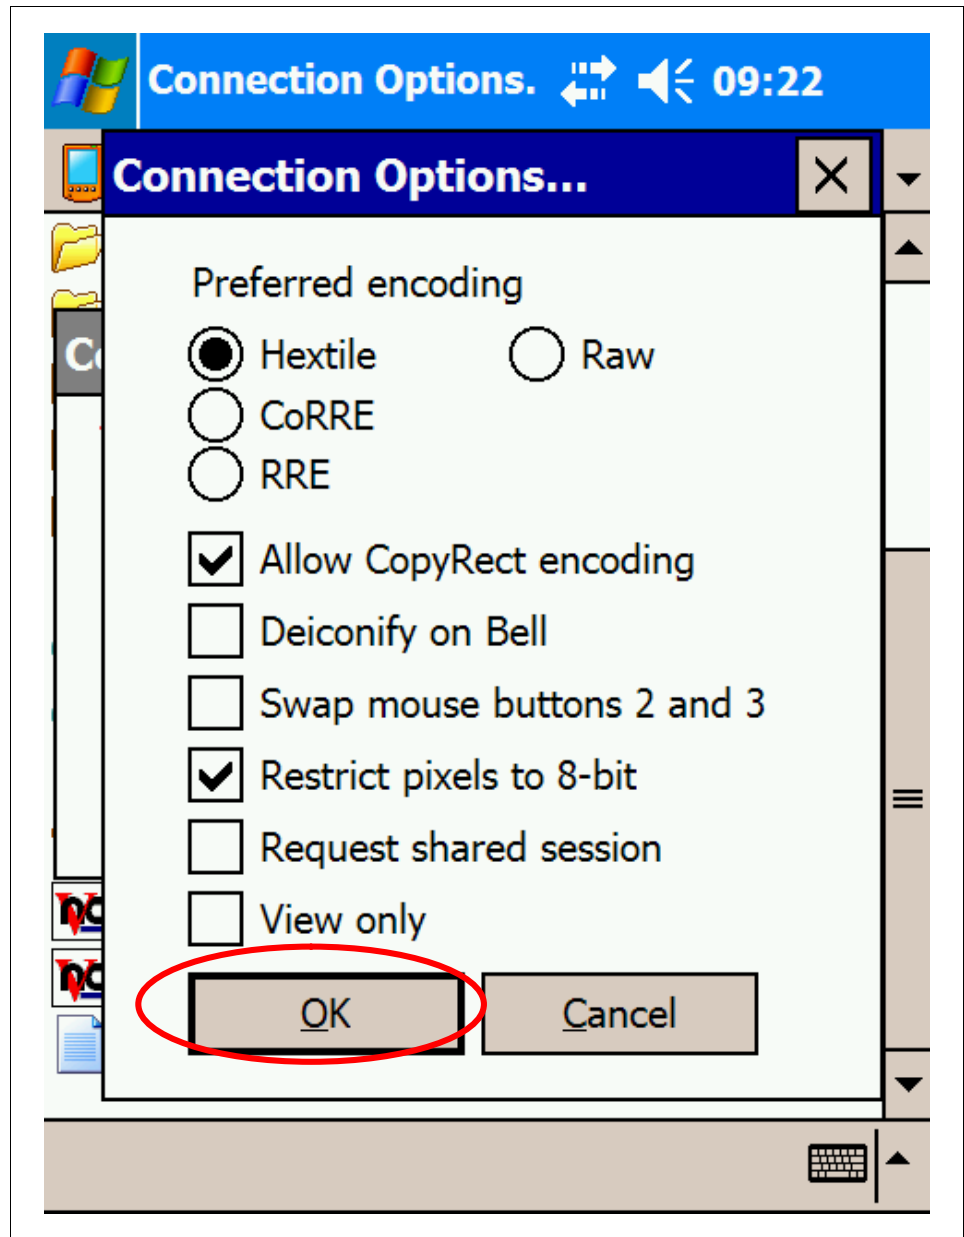 Connection Options. 09:22
Connection Options...
Preferred encoding
Hextile Raw
CoRRE
RRE
Allow CopyRect encoding
Deiconify on Bell
Swap mouse buttons 2 and 3
Restrict pixels to 8-bit
Request shared session
View only
OK Cancel